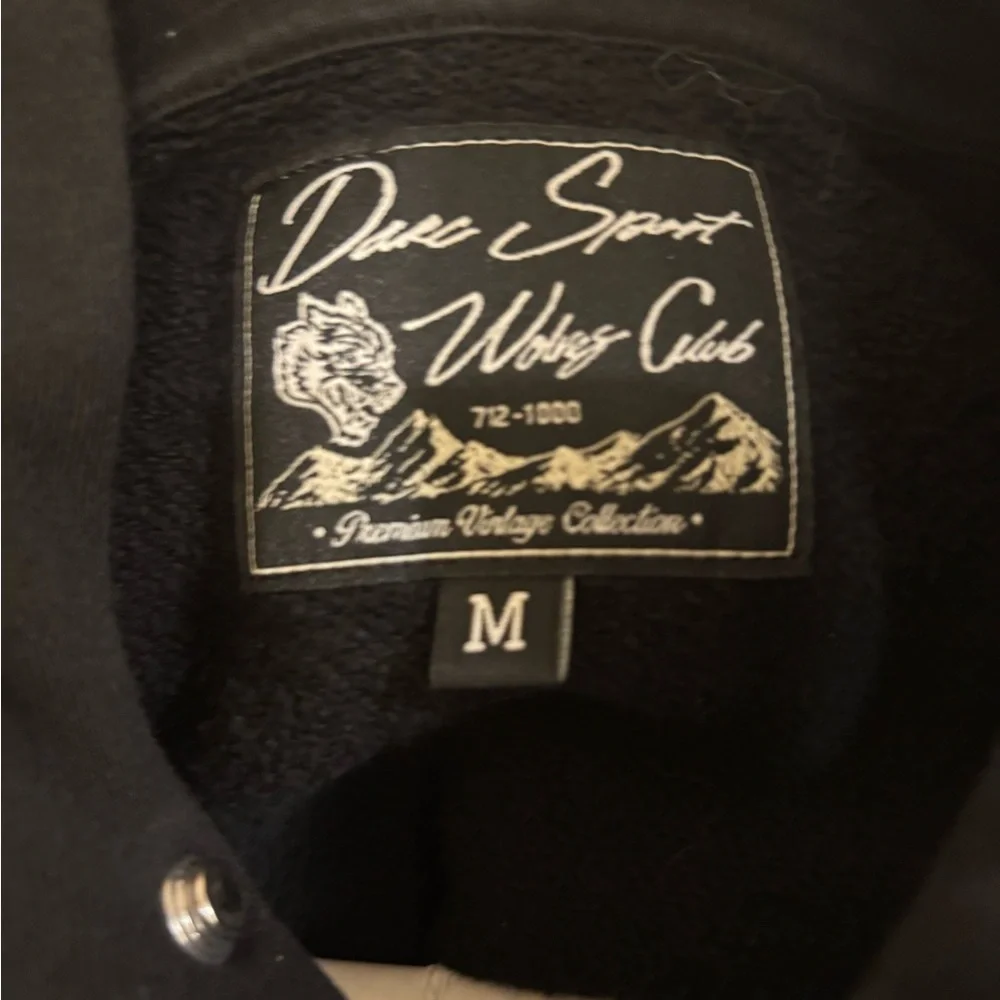 Darc Sport
Wolves Club
712-1000
• Premium Vintage Collection •
M